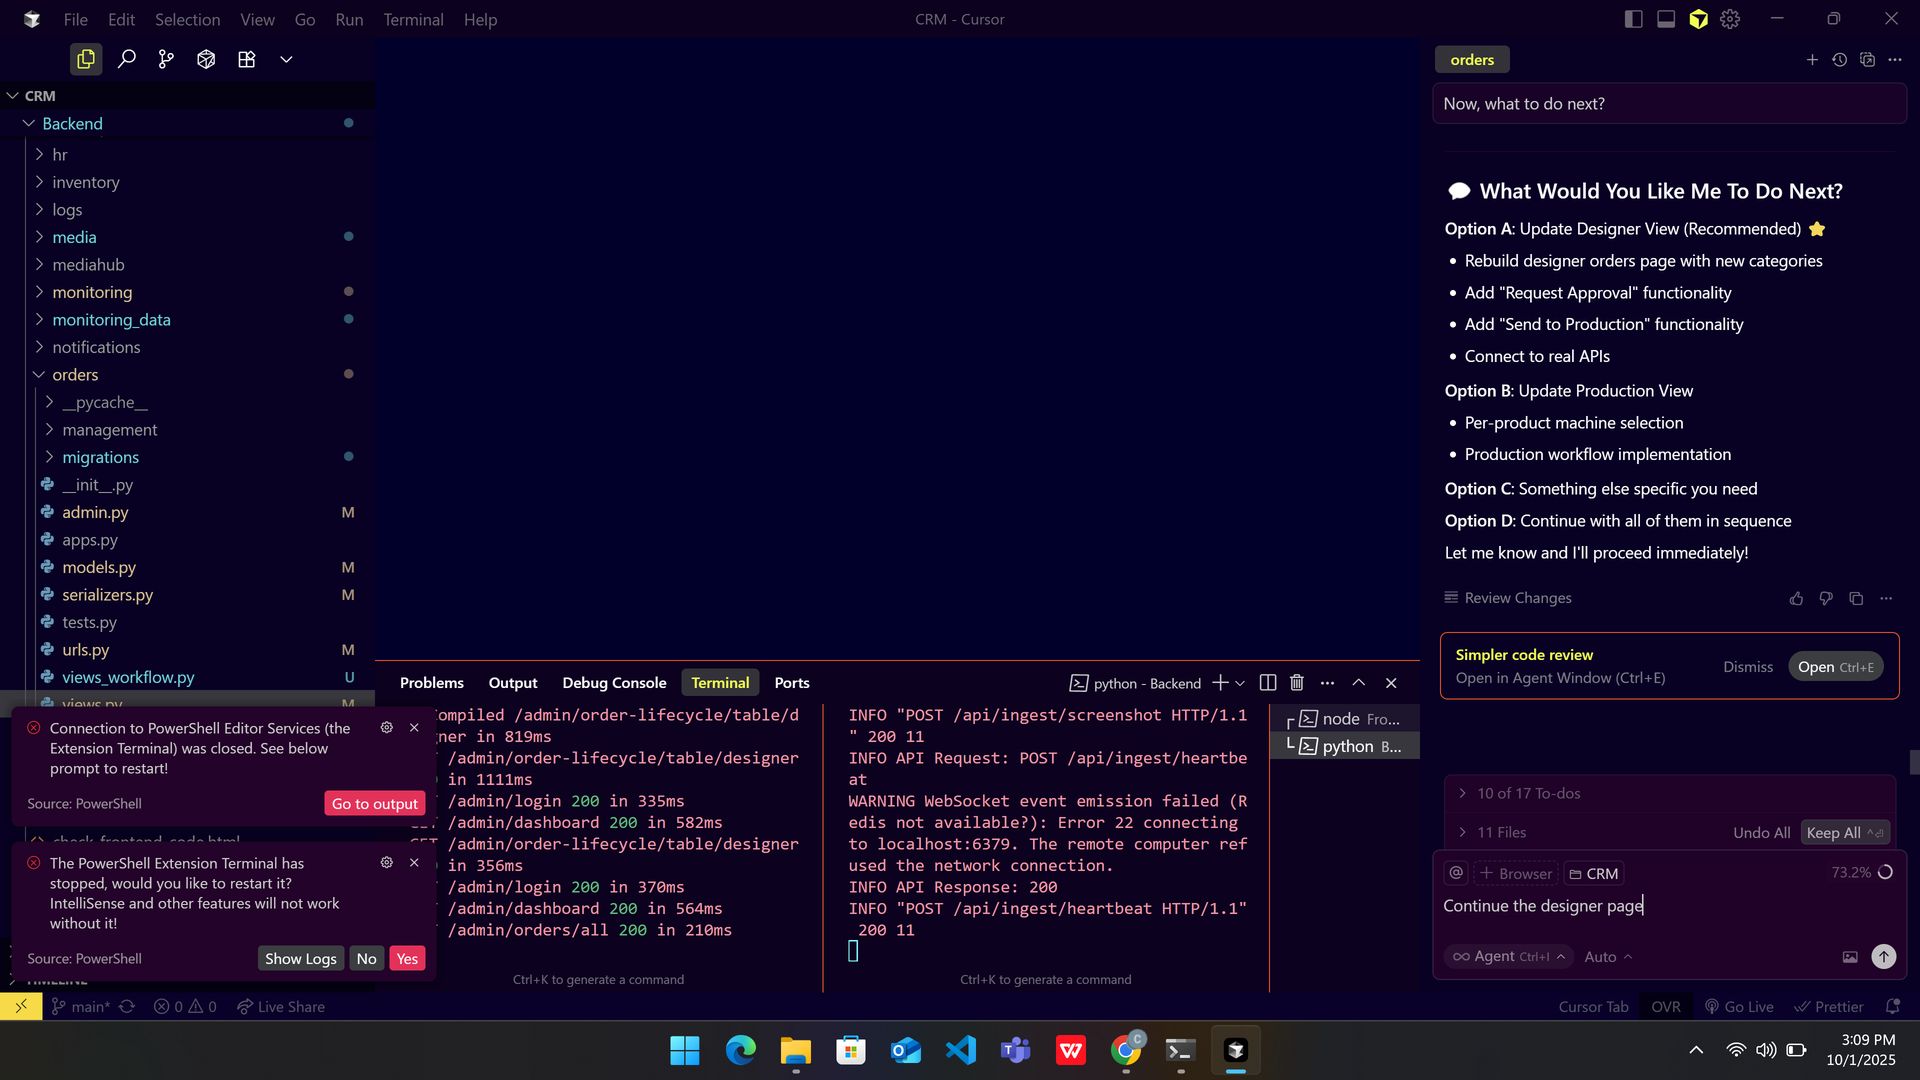 File Edit Selection View Go Run Terminal Help
CRM - Cursor
CRM
Backend
hr
inventory
logs
media
mediahub
monitoring
monitoring_data
notifications
orders
__pycache__
management
migrations
__init__.py
admin.py M
apps.py
models.py M
serializers.py M
tests.py
urls.py M
views_workflow.py U
views.py
Connection to PowerShell Editor Services (the
Extension Terminal) was closed. See below
prompt to restart!
Source: PowerShell
Go to output
check_frontend_code.html
The PowerShell Extension Terminal has
stopped, would you like to restart it?
IntelliSense and other features will not work
without it!
Source: PowerShell
Show Logs No Yes
TIMELINE
Problems Output Debug Console Terminal Ports
python - Backend
ompiled /admin/order-lifecycle/table/d
gner in 819ms
/admin/order-lifecycle/table/designer
in 1111ms
/admin/login 200 in 335ms
/admin/dashboard 200 in 582ms
GET /admin/order-lifecycle/table/designer
in 356ms
/admin/login 200 in 370ms
/admin/dashboard 200 in 564ms
/admin/orders/all 200 in 210ms
Ctrl+K to generate a command
INFO "POST /api/ingest/screenshot HTTP/1.1
" 200 11
INFO API Request: POST /api/ingest/heartbe
at
WARNING WebSocket event emission failed (R
edis not available?): Error 22 connecting
to localhost:6379. The remote computer ref
used the network connection.
INFO API Response: 200
INFO "POST /api/ingest/heartbeat HTTP/1.1"
200 11
Ctrl+K to generate a command
node Fro...
python B...
orders
Now, what to do next?
What Would You Like Me To Do Next?
Option A: Update Designer View (Recommended)
• Rebuild designer orders page with new categories
• Add "Request Approval" functionality
• Add "Send to Production" functionality
• Connect to real APIs
Option B: Update Production View
• Per-product machine selection
• Production workflow implementation
Option C: Something else specific you need
Option D: Continue with all of them in sequence
Let me know and I'll proceed immediately!
Review Changes
Simpler code review
Open in Agent Window (Ctrl+E)
Dismiss Open Ctrl+E
10 of 17 To-dos
11 Files Undo All Keep All
@ Browser CRM 73.2%
Continue the designer page
Agent Ctrl+I Auto
main* 0 0 Live Share
Cursor Tab OVR Go Live Prettier
3:09 PM
10/1/2025